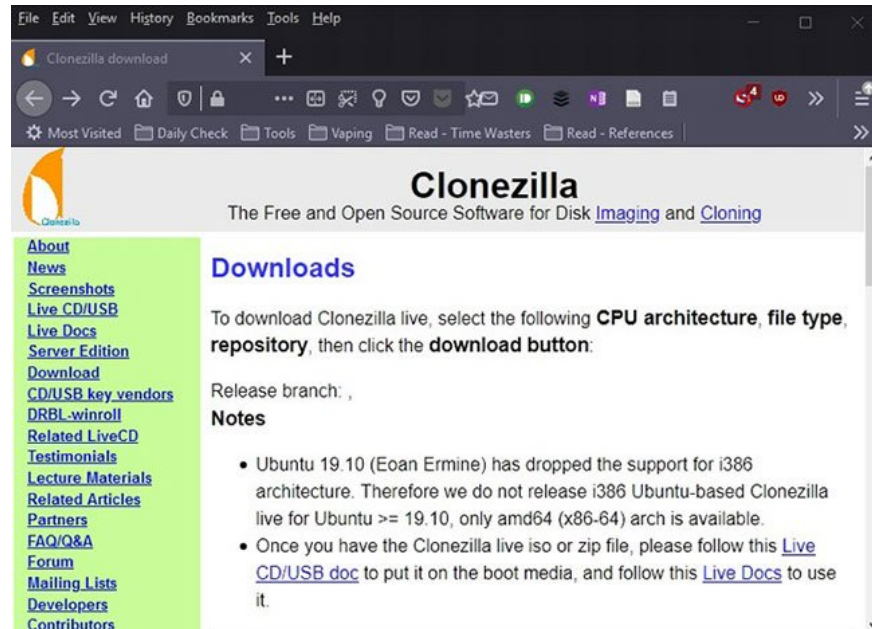 File Edit View History Bookmarks Tools Help
Clonezilla download
Most Visited Daily Check Tools Vaping Read - Time Wasters Read - References
Clonezilla
Clonezilla
The Free and Open Source Software for Disk Imaging and Cloning
About
News
Screenshots
Live CD/USB
Live Docs
Server Edition
Download
CD/USB key vendors
DRBL-winroll
Related LiveCD
Testimonials
Lecture Materials
Related Articles
Partners
FAQ/Q&A
Forum
Mailing Lists
Developers
Contributors
Downloads
To download Clonezilla live, select the following CPU architecture, file type,
repository, then click the download button:
Release branch: ,
Notes
• Ubuntu 19.10 (Eoan Ermine) has dropped the support for i386
architecture. Therefore we do not release i386 Ubuntu-based Clonezilla
live for Ubuntu >= 19.10, only amd64 (x86-64) arch is available.
• Once you have the Clonezilla live iso or zip file, please follow this Live
CD/USB doc to put it on the boot media, and follow this Live Docs to use
it.